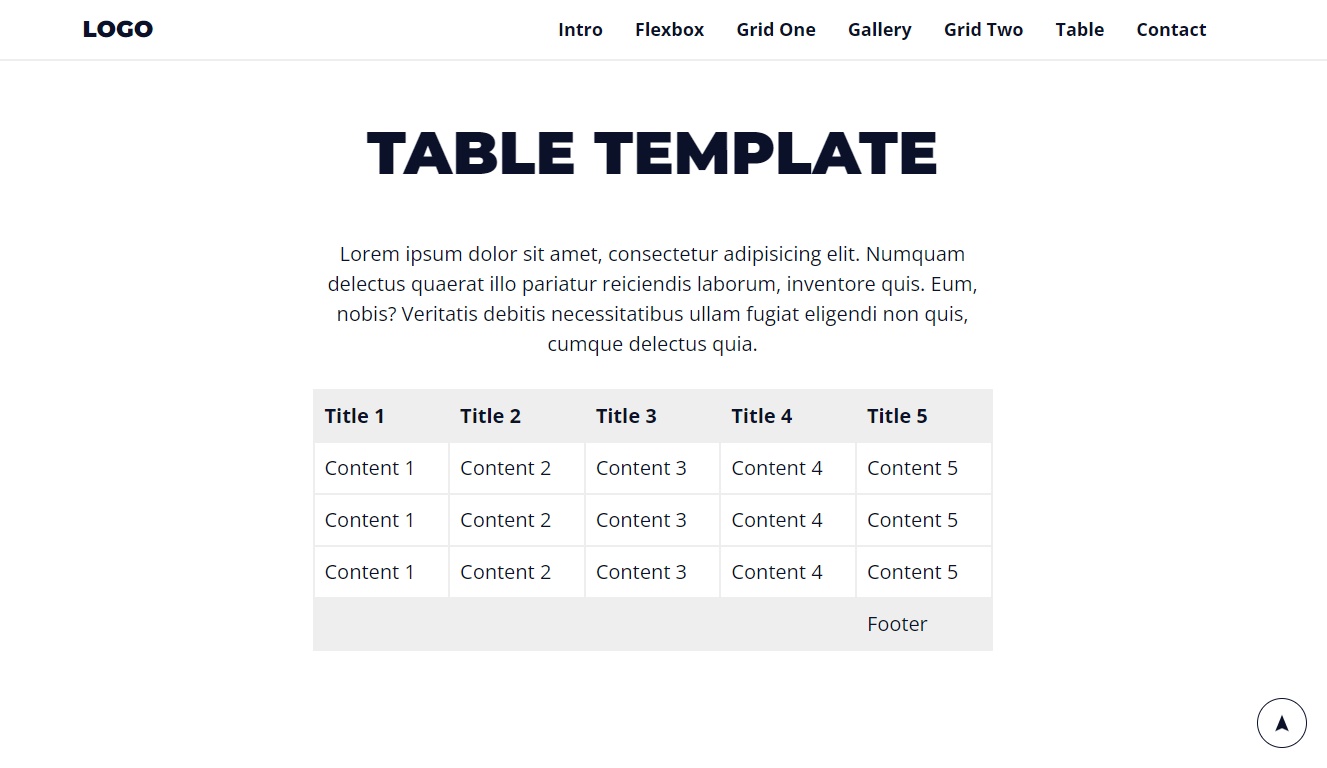 LOGO Intro Flexbox Grid One Gallery Grid Two Table Contact
TABLE TEMPLATE
Lorem ipsum dolor sit amet, consectetur adipisicing elit. Numquam
delectus quaerat illo pariatur reiciendis laborum, inventore quis. Eum,
nobis? Veritatis debitis necessitatibus ullam fugiat eligendi non quis,
cumque delectus quia.
Title 1 Title 2 Title 3 Title 4 Title 5
Content 1 Content 2 Content 3 Content 4 Content 5
Content 1 Content 2 Content 3 Content 4 Content 5
Content 1 Content 2 Content 3 Content 4 Content 5
Footer